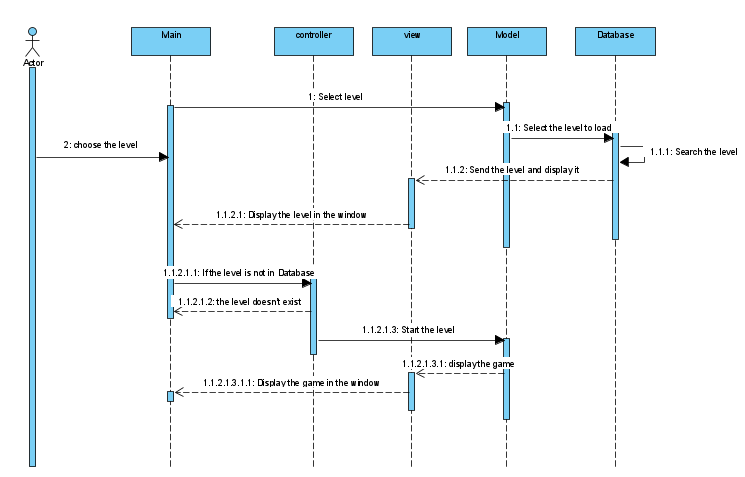 Main
controller
view
Model
Database
Actor
1: Select level
1.1: Select the level to load
2: choose the level
1.1.1: Search the level
1.1.2: Send the level and display it
1.1.2.1: Display the level in the window
1.1.2.1.1: If the level is not in Database
1.1.2.1.2: the level doesn't exist
1.1.2.1.3: Start the level
1.1.2.1.3.1: display the game
1.1.2.1.3.1.1: Display the game in the window